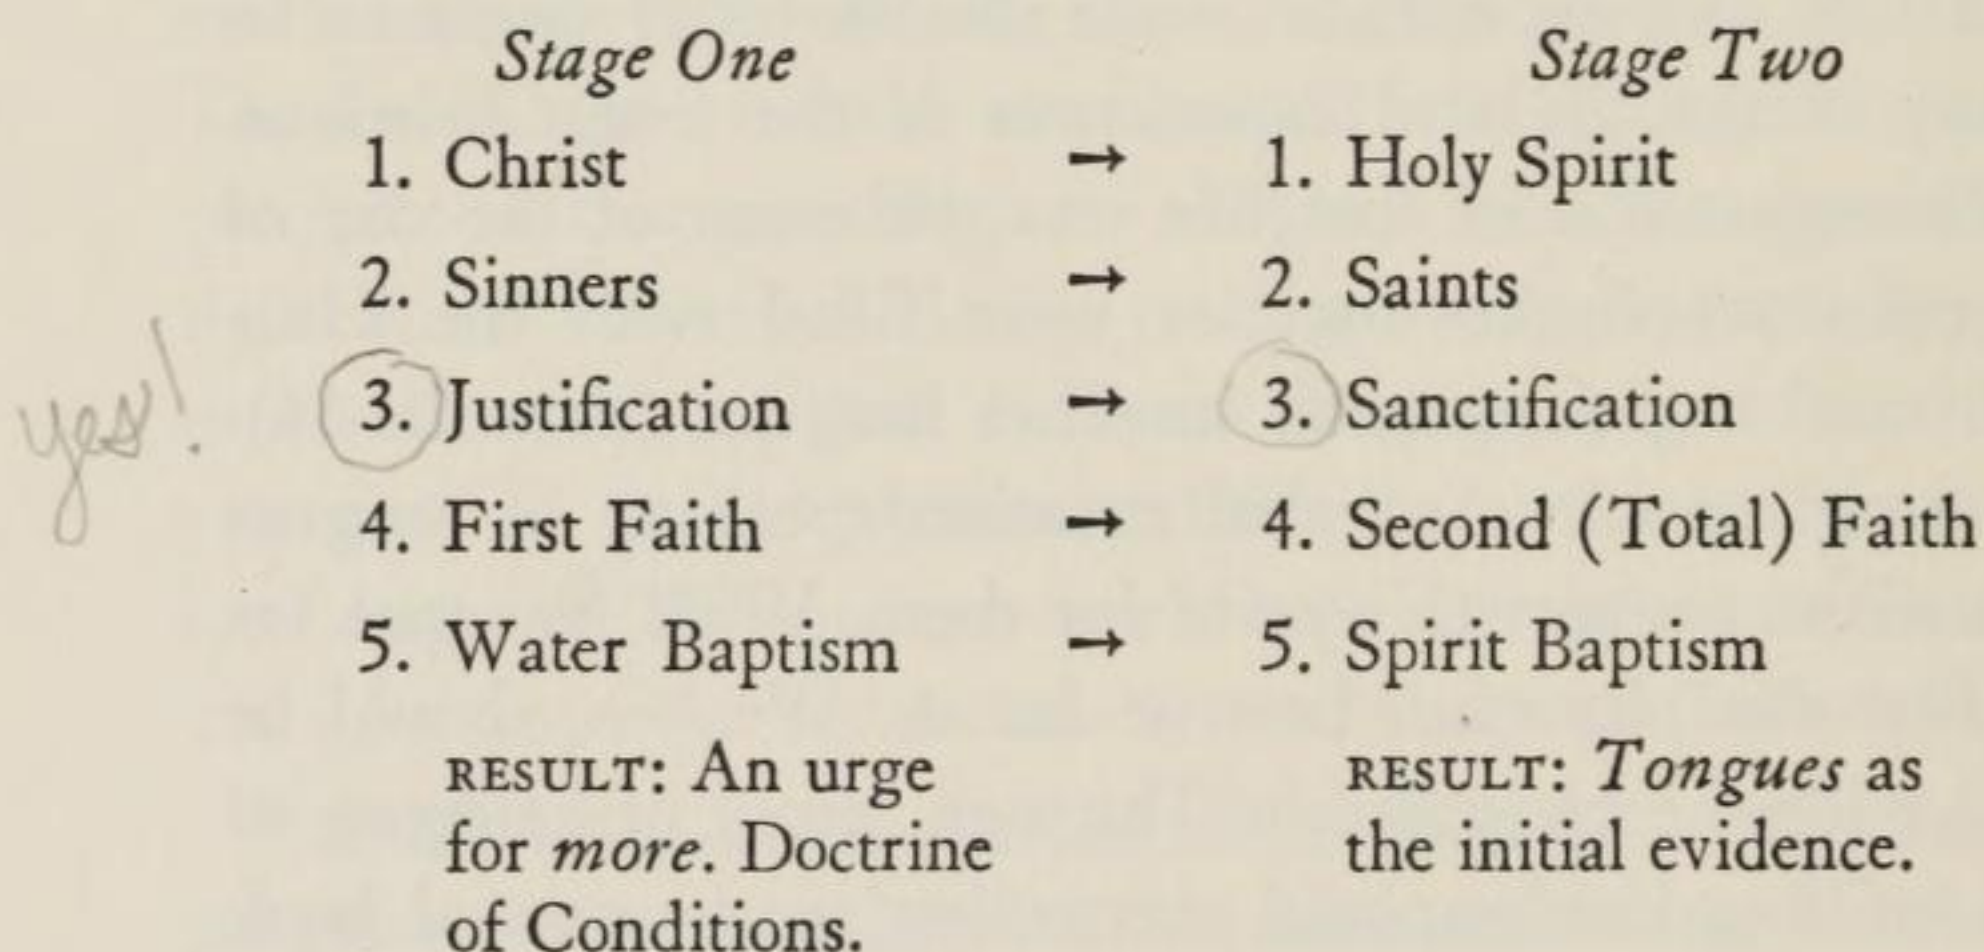 Stage One Stage Two
1. Christ → 1. Holy Spirit
2. Sinners → 2. Saints
yes! 3. Justification → 3. Sanctification
4. First Faith → 4. Second (Total) Faith
5. Water Baptism → 5. Spirit Baptism
RESULT: An urge RESULT: Tongues as
for more. Doctrine the initial evidence.
of Conditions.